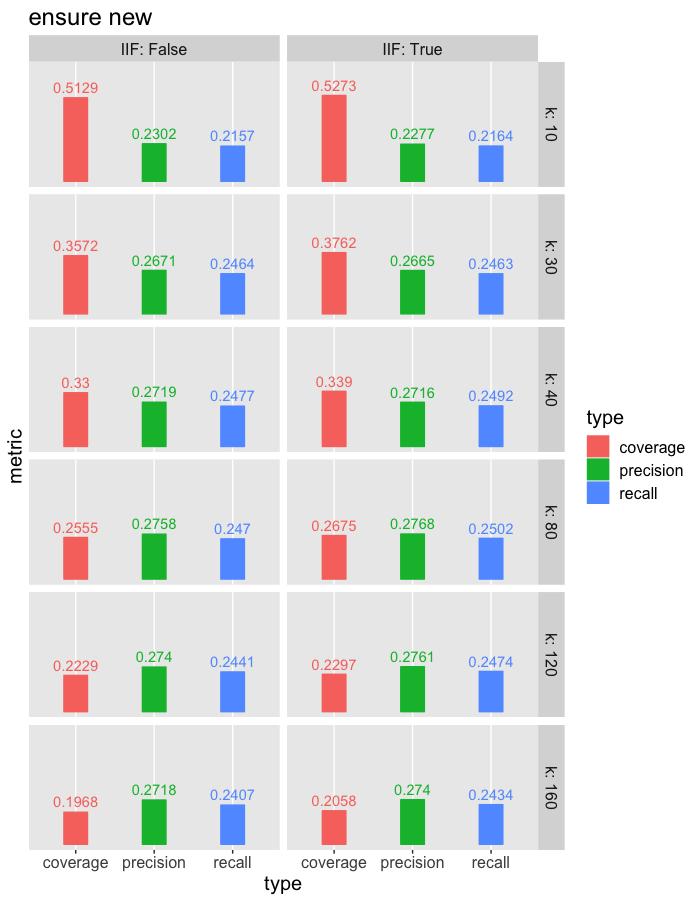 ensure new
IIF: False IIF: True
0.5129 0.2302 0.2157 0.5273 0.2277 0.2164 k: 10
0.3572 0.2671 0.2464 0.3762 0.2665 0.2463 k: 30
0.33 0.2719 0.2477 0.339 0.2716 0.2492 k: 40
0.2555 0.2758 0.247 0.2675 0.2768 0.2502 k: 80
0.2229 0.274 0.2441 0.2297 0.2761 0.2474 k: 120
0.1968 0.2718 0.2407 0.2058 0.274 0.2434 k: 160
coverage precision recall coverage precision recall
type
metric
type
coverage
precision
recall